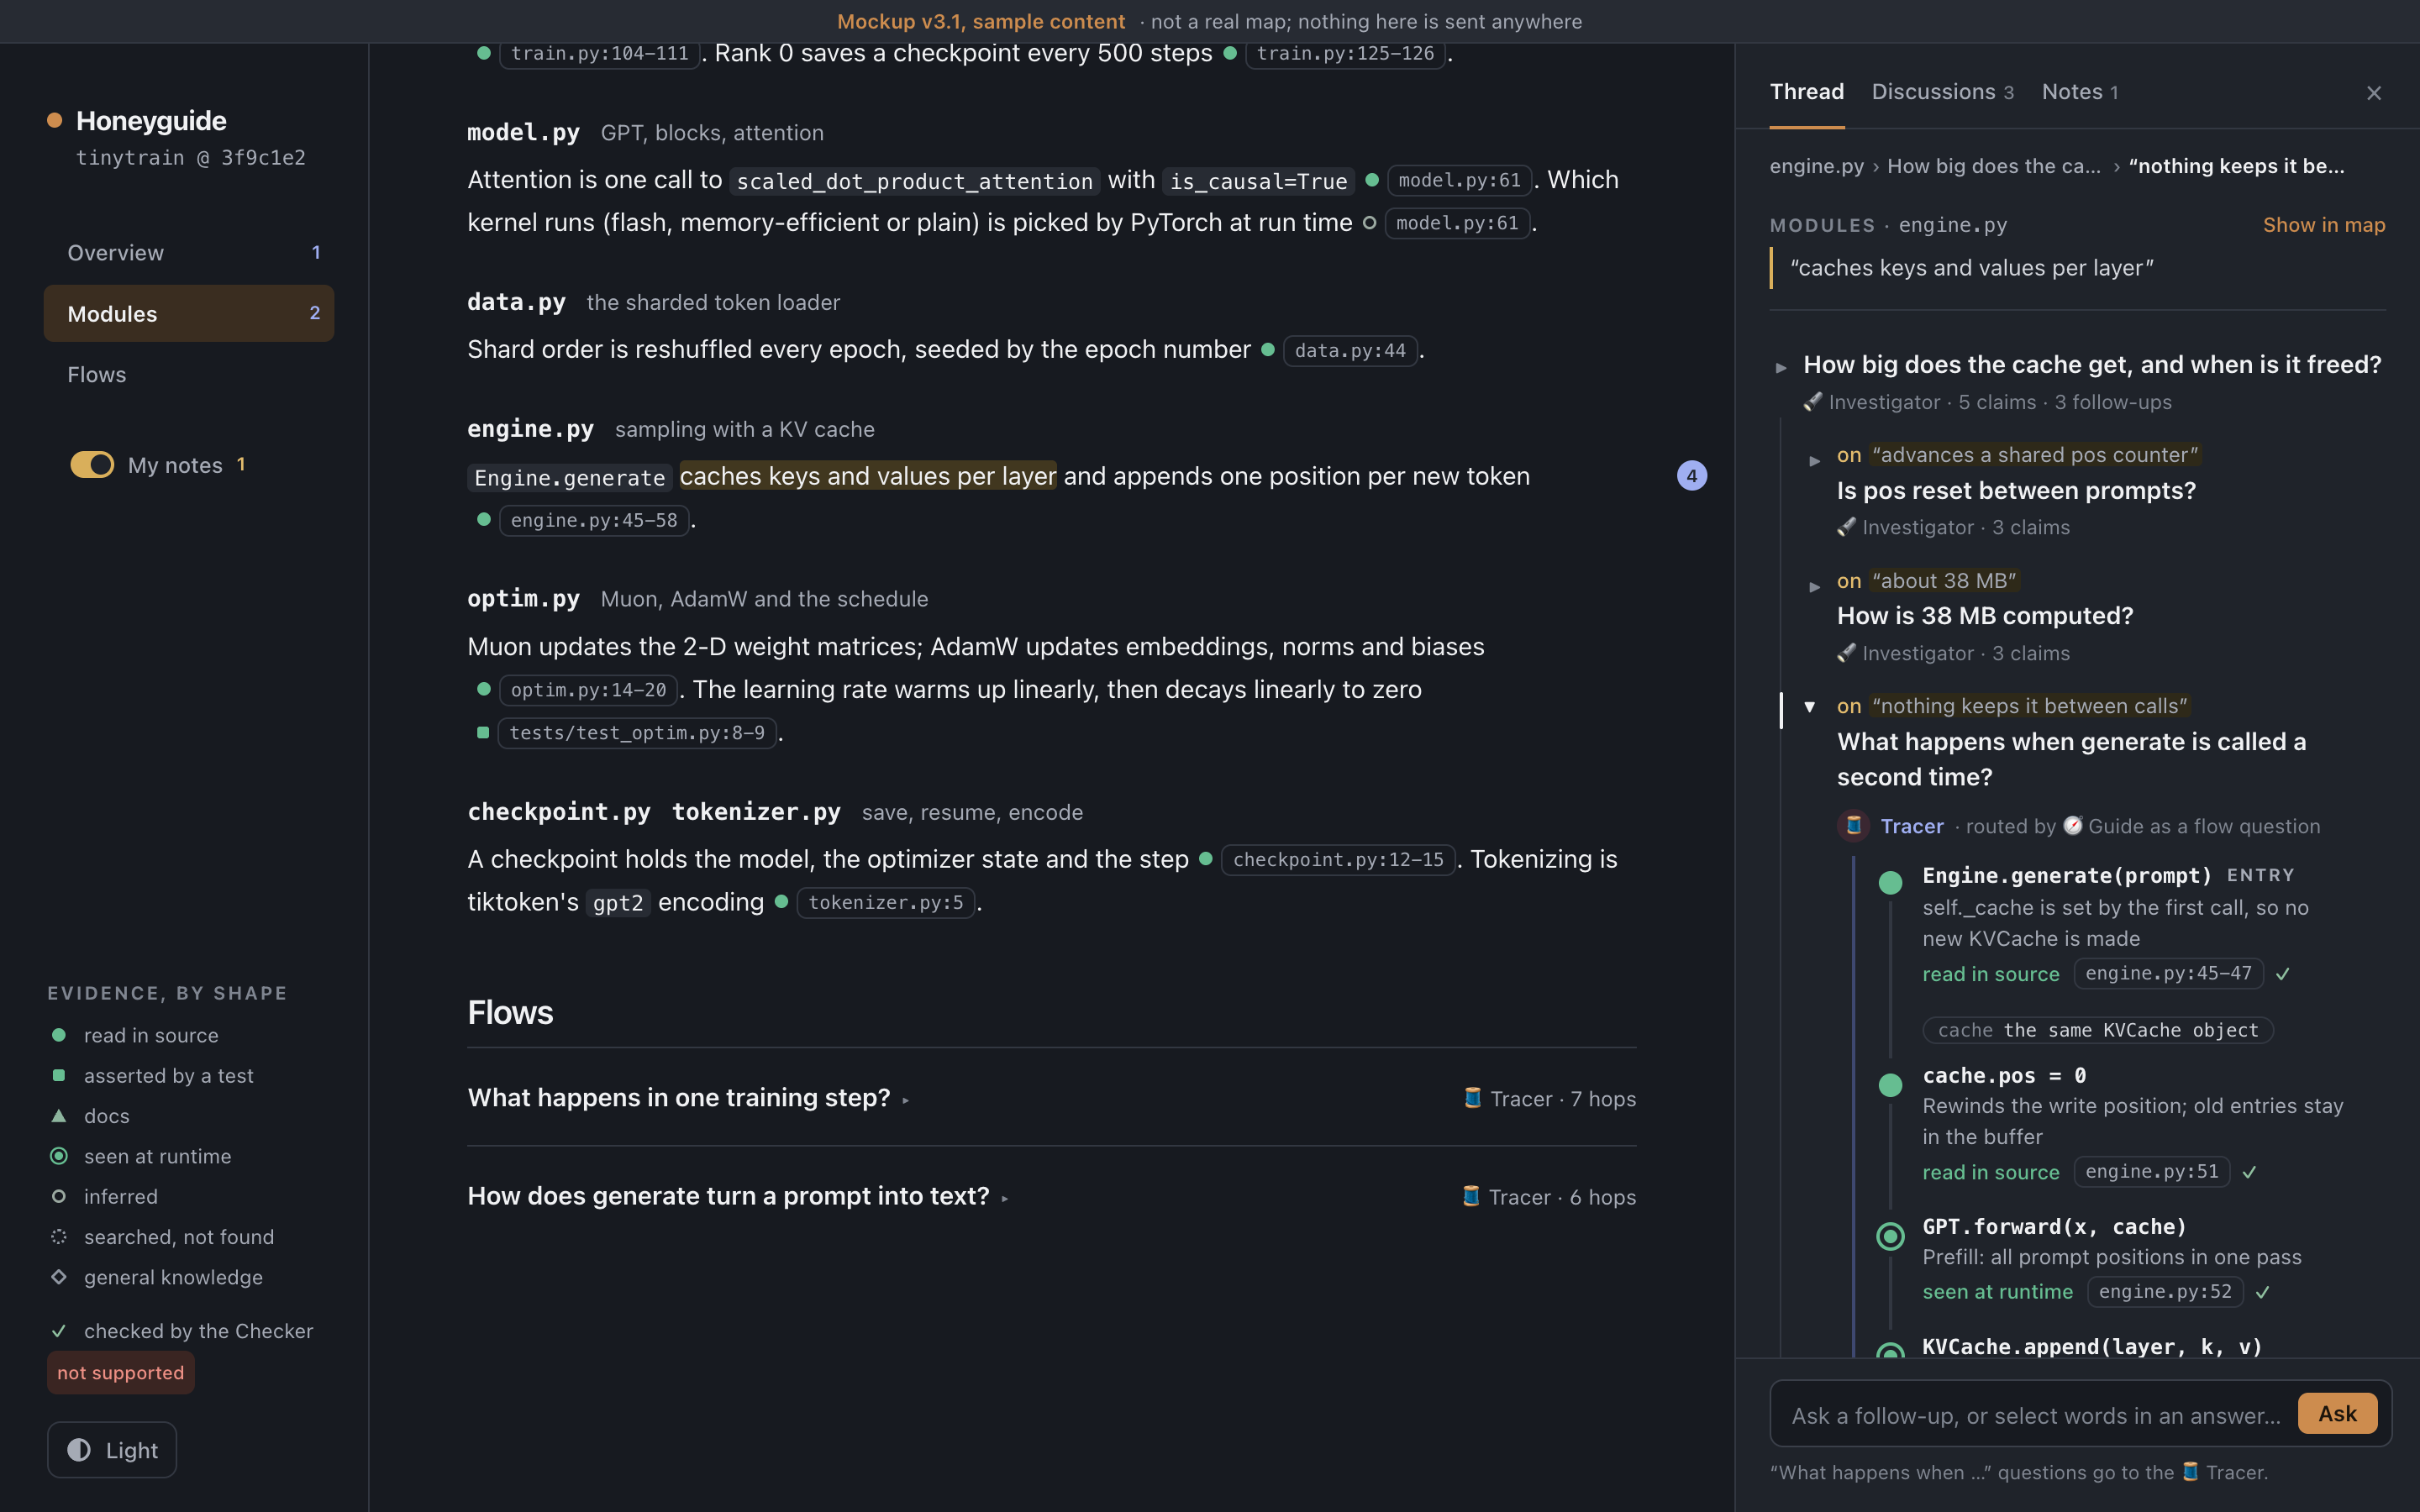 Mockup v3.1, sample content · not a real map; nothing here is sent anywhere
Honeyguide
tinytrain @ 3f9c1e2
Overview 1
Modules 2
Flows
My notes 1
EVIDENCE, BY SHAPE
read in source
asserted by a test
docs
seen at runtime
inferred
searched, not found
general knowledge
checked by the Checker
not supported
Light
train.py:104–111. Rank 0 saves a checkpoint every 500 steps train.py:125–126.
model.py GPT, blocks, attention
Attention is one call to scaled_dot_product_attention with is_causal=True model.py:61. Which
kernel runs (flash, memory-efficient or plain) is picked by PyTorch at run time model.py:61.
data.py the sharded token loader
Shard order is reshuffled every epoch, seeded by the epoch number data.py:44.
engine.py sampling with a KV cache
Engine.generate caches keys and values per layer and appends one position per new token 4
engine.py:45–58.
optim.py Muon, AdamW and the schedule
Muon updates the 2-D weight matrices; AdamW updates embeddings, norms and biases
optim.py:14–20. The learning rate warms up linearly, then decays linearly to zero
tests/test_optim.py:8–9.
checkpoint.py tokenizer.py save, resume, encode
A checkpoint holds the model, the optimizer state and the step checkpoint.py:12–15. Tokenizing is
tiktoken's gpt2 encoding tokenizer.py:5.
Flows
What happens in one training step? Tracer · 7 hops
How does generate turn a prompt into text? Tracer · 6 hops
Thread Discussions 3 Notes 1 ×
engine.py › How big does the ca... › “nothing keeps it be...
MODULES · engine.py Show in map
“caches keys and values per layer”
How big does the cache get, and when is it freed?
Investigator · 5 claims · 3 follow-ups
on “advances a shared pos counter”
Is pos reset between prompts?
Investigator · 3 claims
on “about 38 MB”
How is 38 MB computed?
Investigator · 3 claims
on “nothing keeps it between calls”
What happens when generate is called a
second time?
Tracer · routed by Guide as a flow question
Engine.generate(prompt) ENTRY
self._cache is set by the first call, so no
new KVCache is made
read in source engine.py:45–47 ✓
cache the same KVCache object
cache.pos = 0
Rewinds the write position; old entries stay
in the buffer
read in source engine.py:51 ✓
GPT.forward(x, cache)
Prefill: all prompt positions in one pass
seen at runtime engine.py:52 ✓
KVCache.append(layer, k, v)
Ask a follow-up, or select words in an answer... Ask
“What happens when …” questions go to the Tracer.